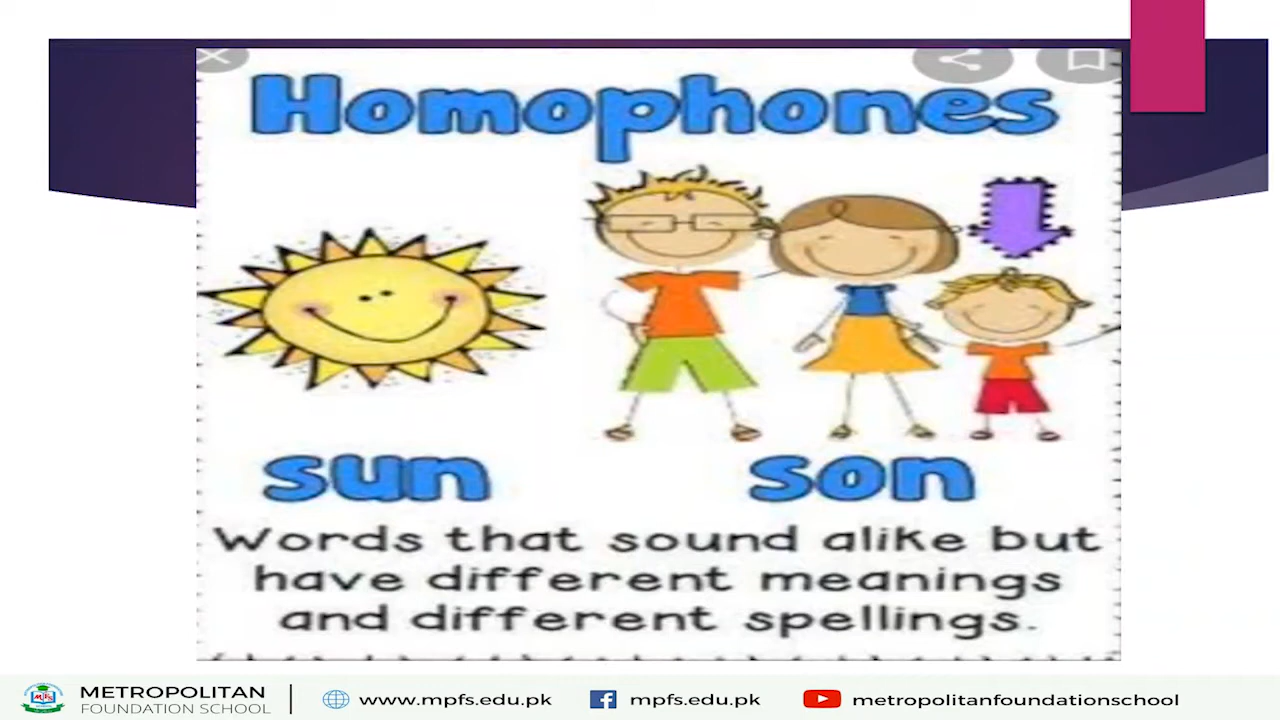 Homophones
sun son
Words that sound alike but
have different meanings
and different spellings.
METROPOLITAN
FOUNDATION SCHOOL
www.mpfs.edu.pk mpfs.edu.pk metropolitanfoundationschool